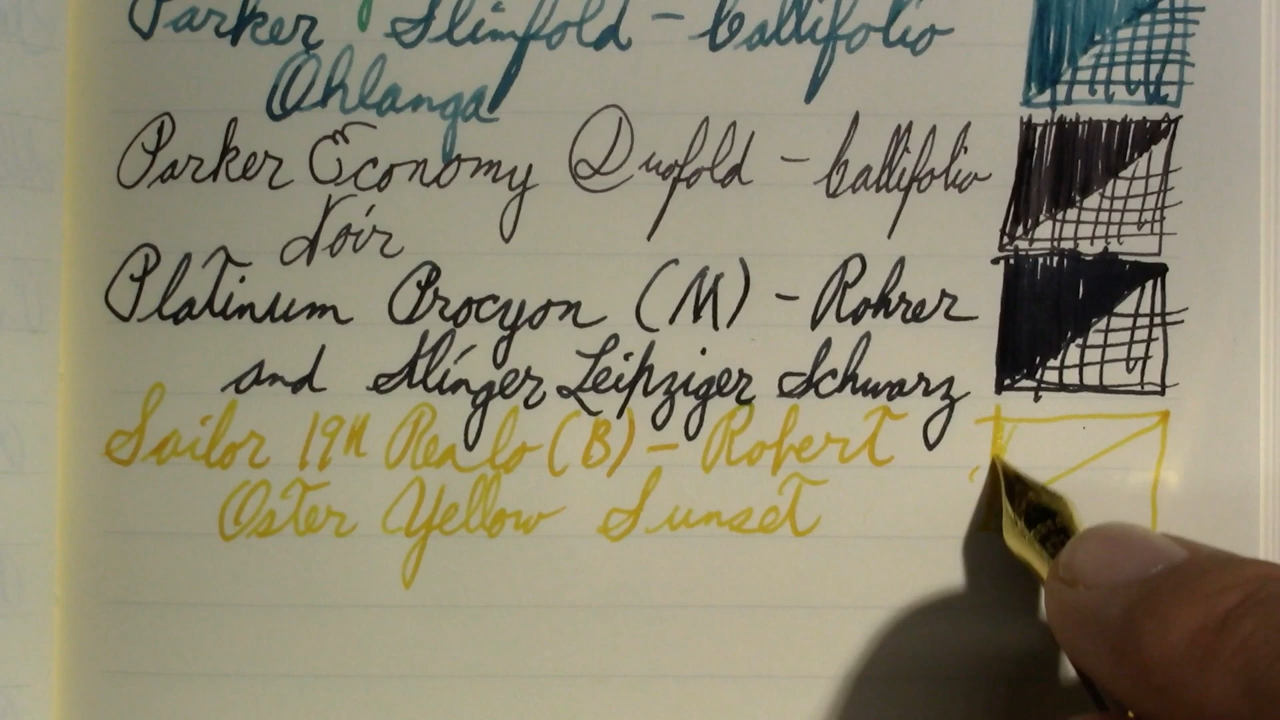 Parker Slimfold - Callifolio
Ohlanga
Parker Economy Duofold - Callifolio
Noir
Platinum Procyon (M) - Rohrer
and Klinger Leipziger Schwarz
Sailor 1911 Realo (B) - Robert
Oster Yellow Sunset